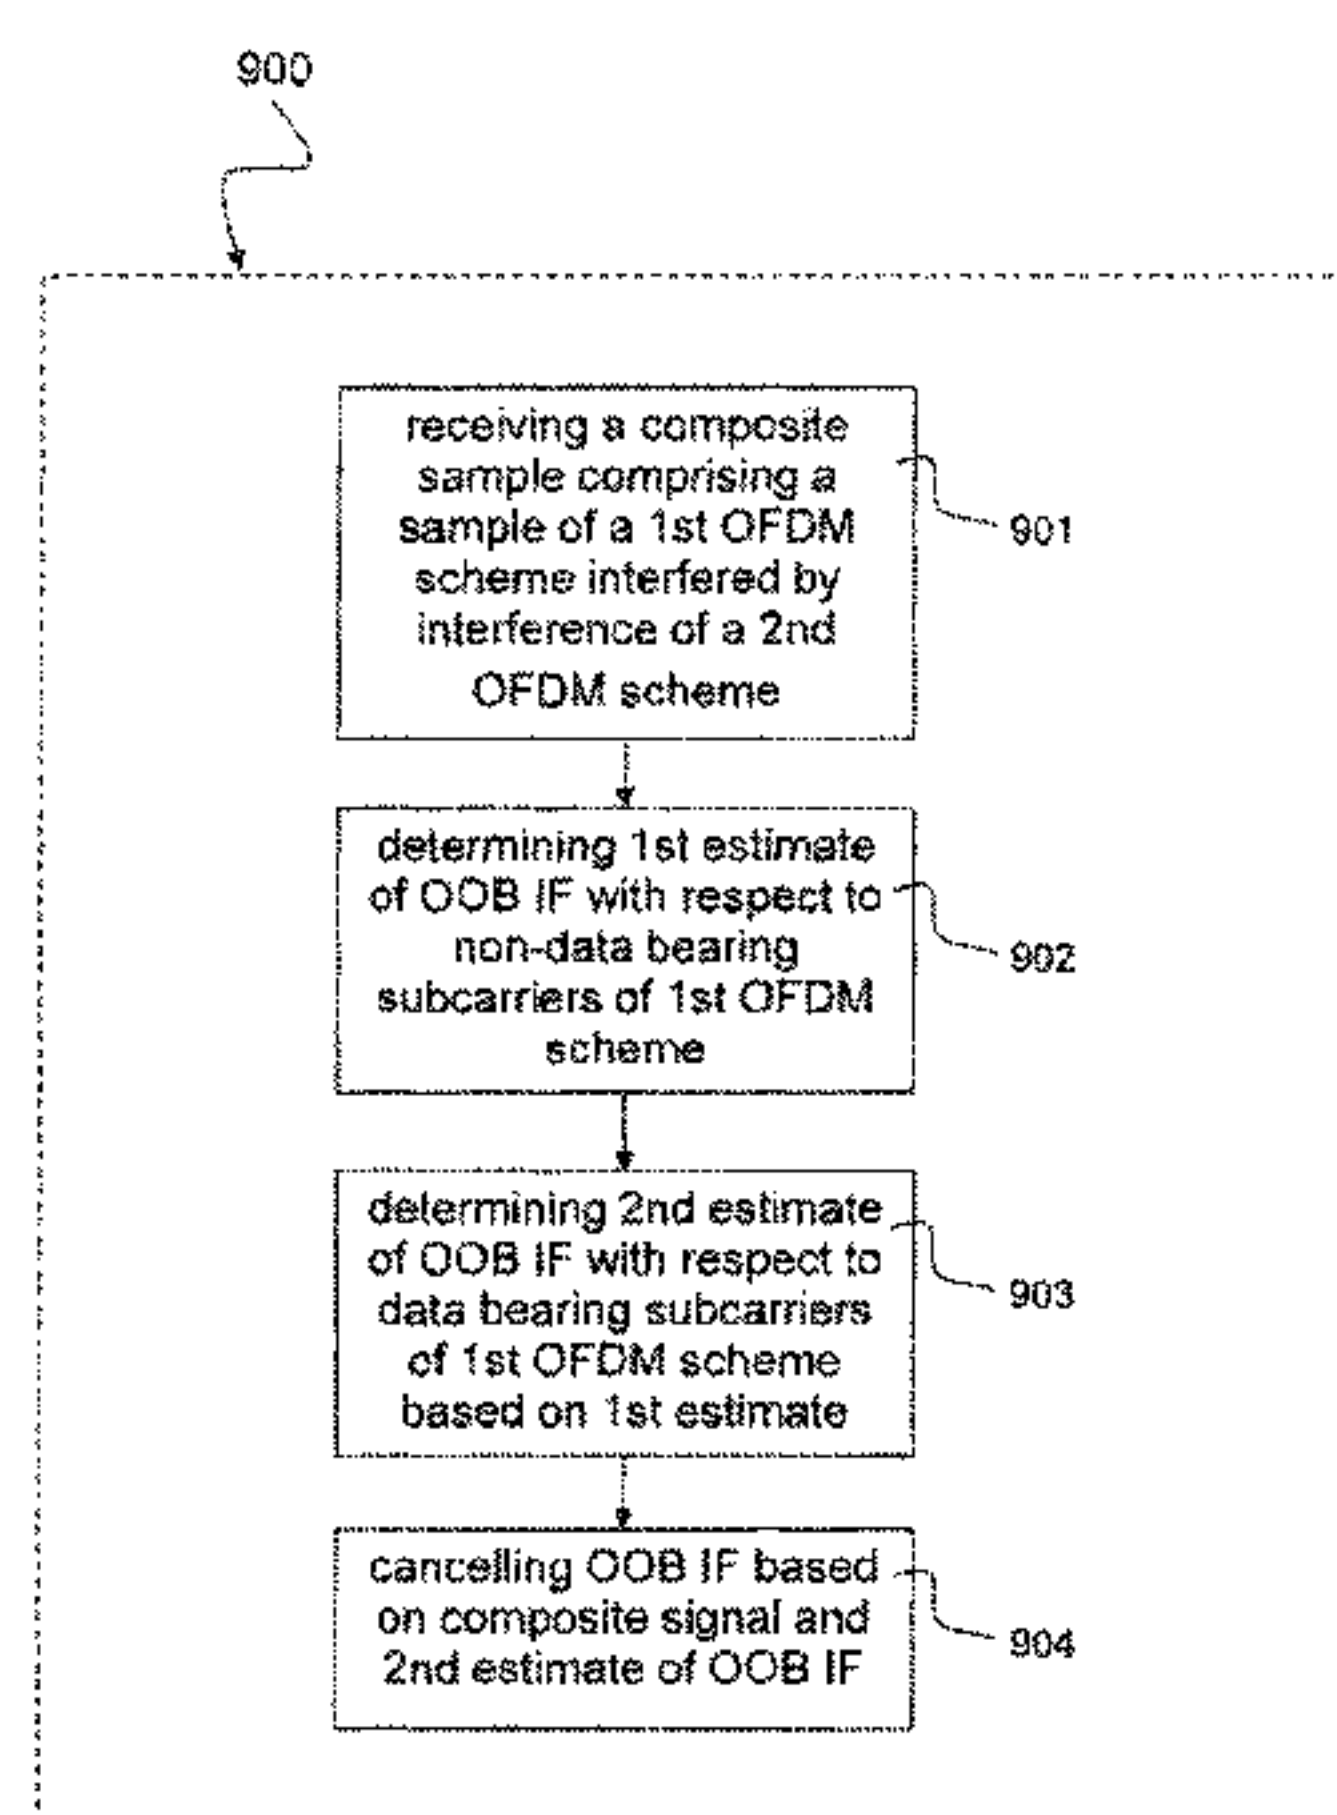 900
receiving a composite
sample comprising a
sample of a 1st OFDM
scheme interfered by
interference of a 2nd
OFDM scheme
901
determining 1st estimate
of OOB IF with respect to
non-data bearing
subcarriers of 1st OFDM
scheme
902
determining 2nd estimate
of OOB IF with respect to
data bearing subcarriers
of 1st OFDM scheme
based on 1st estimate
903
cancelling OOB IF based
on composite signal and
2nd estimate of OOB IF
904